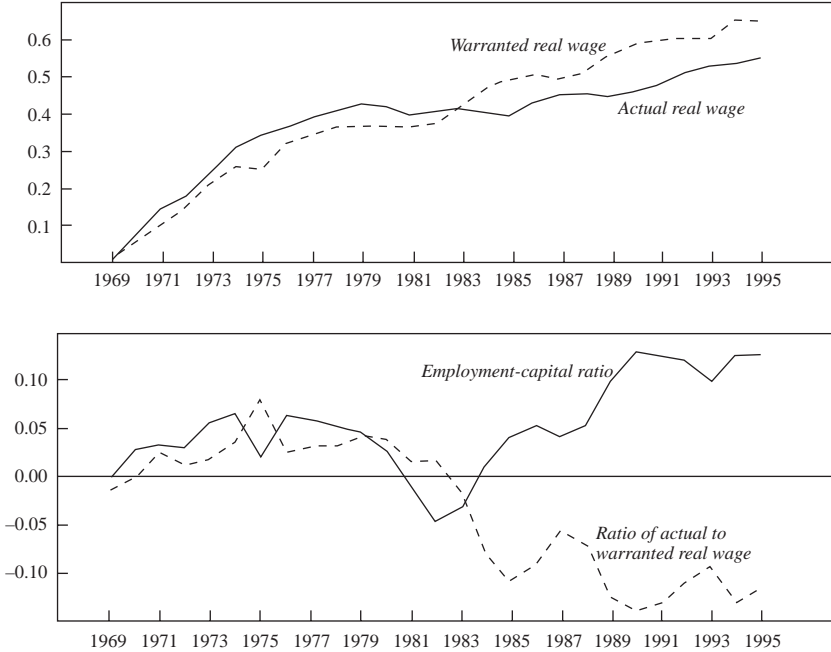 0.6
Warranted real wage
0.5
0.4
Actual real wage
0.3
0.2
0.1
1969 1971 1973 1975 1977 1979 1981 1983 1985 1987 1989 1991 1993 1995
0.10
Employment-capital ratio
0.05
0.00
–0.05
Ratio of actual to
warranted real wage
–0.10
1969 1971 1973 1975 1977 1979 1981 1983 1985 1987 1989 1991 1993 1995